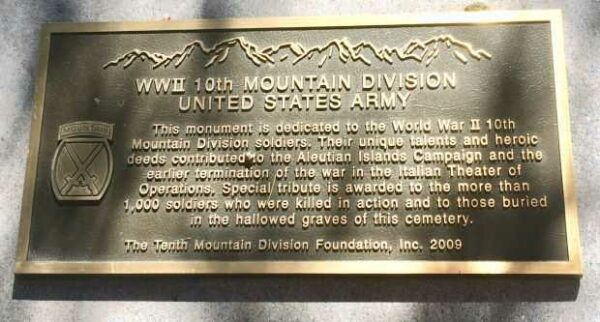 WWII 10th MOUNTAIN DIVISION
UNITED STATES ARMY
This monument is dedicated to the World War II 10th
Mountain Division soldiers. Their unique talents and heroic
deeds contributed to the Aleutian Islands Campaign and the
earlier termination of the war in the Italian Theater of
Operations. Special tribute is awarded to the more than
1,000 soldiers who were killed in action and to those buried
in the hallowed graves of this cemetery.
The Tenth Mountain Division Foundation, Inc. 2009